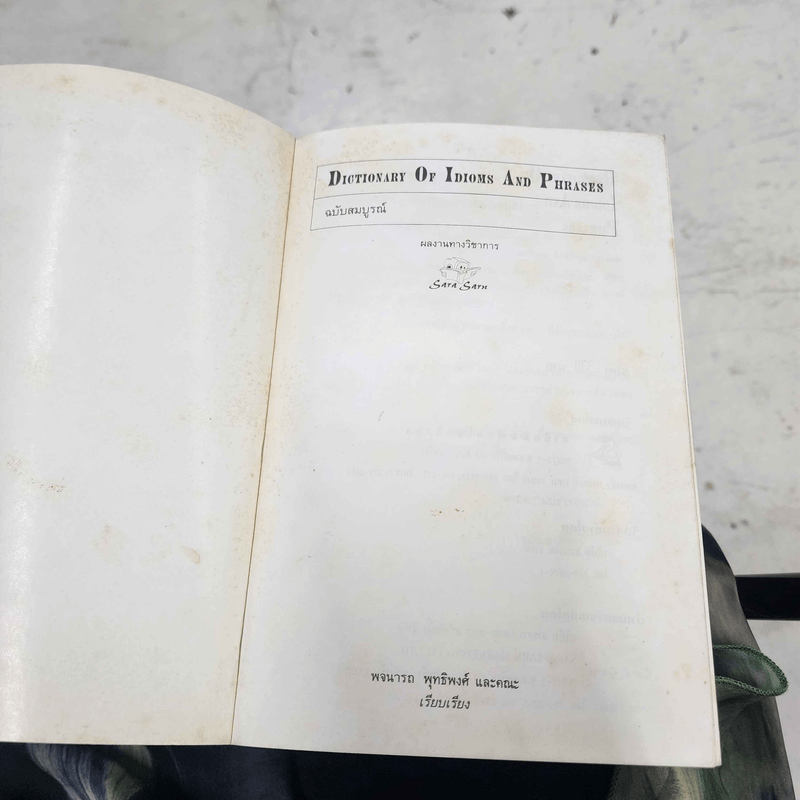 DICTIONARY OF IDIOMS AND PHRASES
ฉบับสมบูรณ์
ผลงานทางวิชาการ
Sara Sarn
พจนารถ พุทธิพงศ์ และคณะ
เรียบเรียง